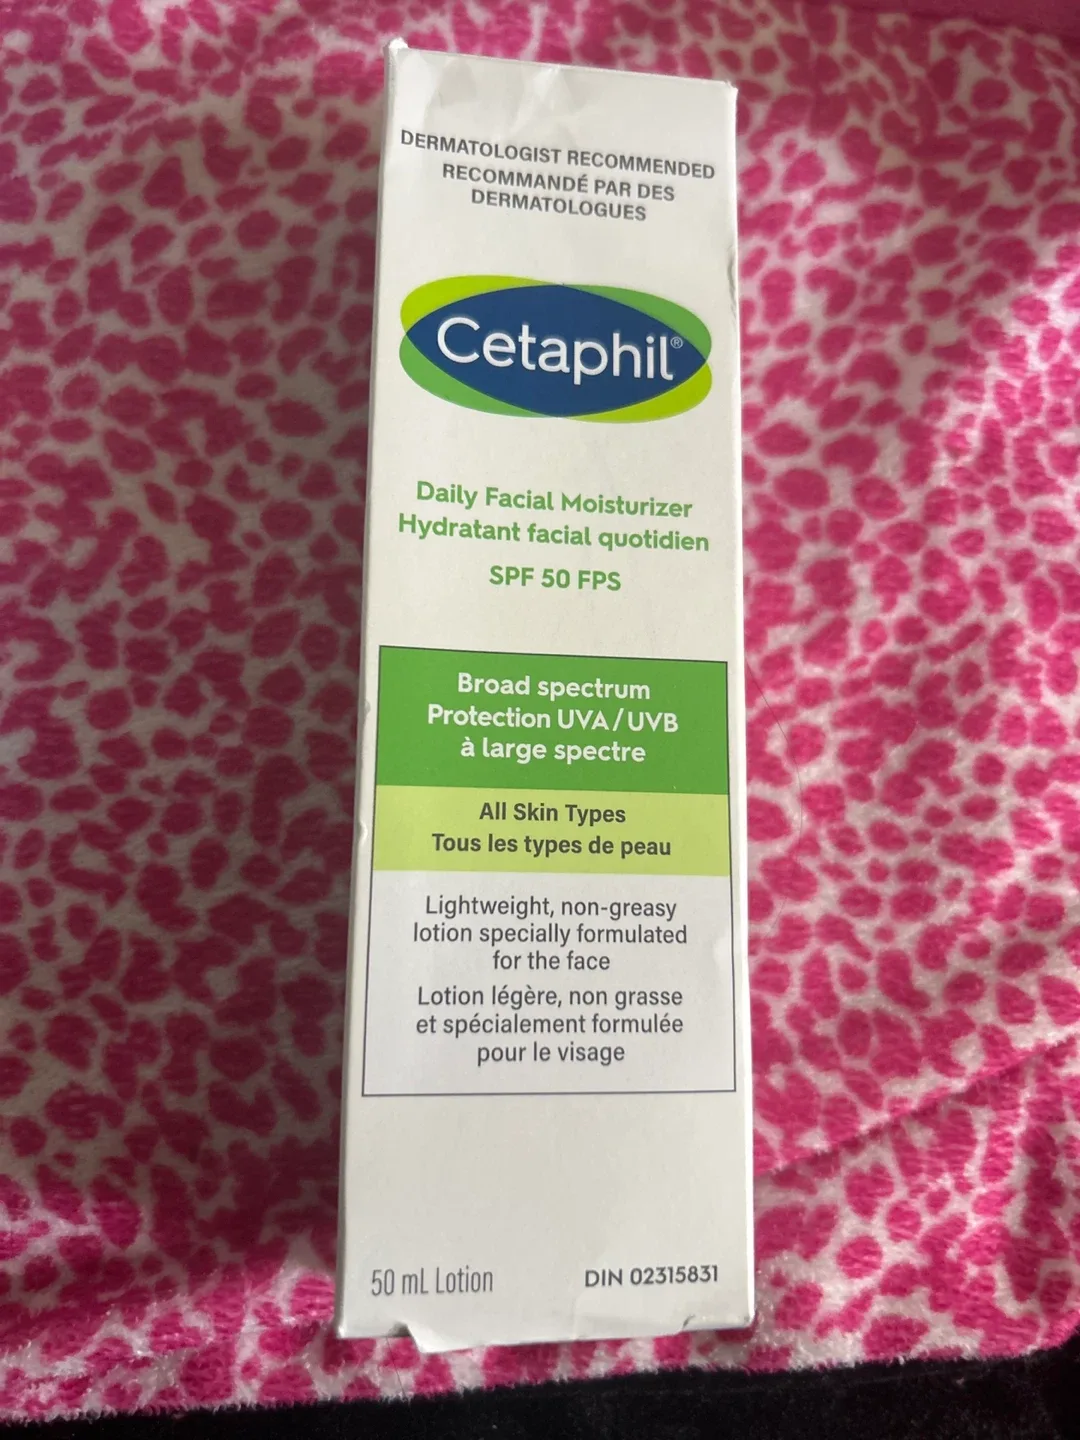 DERMATOLOGIST RECOMMENDED
RECOMMANDÉ PAR DES
DERMATOLOGUES
Cetaphil®
Daily Facial Moisturizer
Hydratant facial quotidien
SPF 50 FPS
Broad spectrum
Protection UVA/UVB
à large spectre
All Skin Types
Tous les types de peau
Lightweight, non-greasy
lotion specially formulated
for the face
Lotion légère, non grasse
et spécialement formulée
pour le visage
50 mL Lotion
DIN 02315831